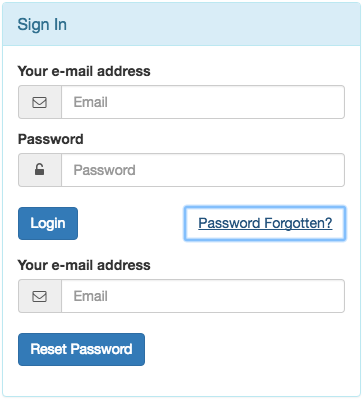 Sign In
Your e-mail address
Email
Password
Password
Login
Password Forgotten?
Your e-mail address
Email
Reset Password